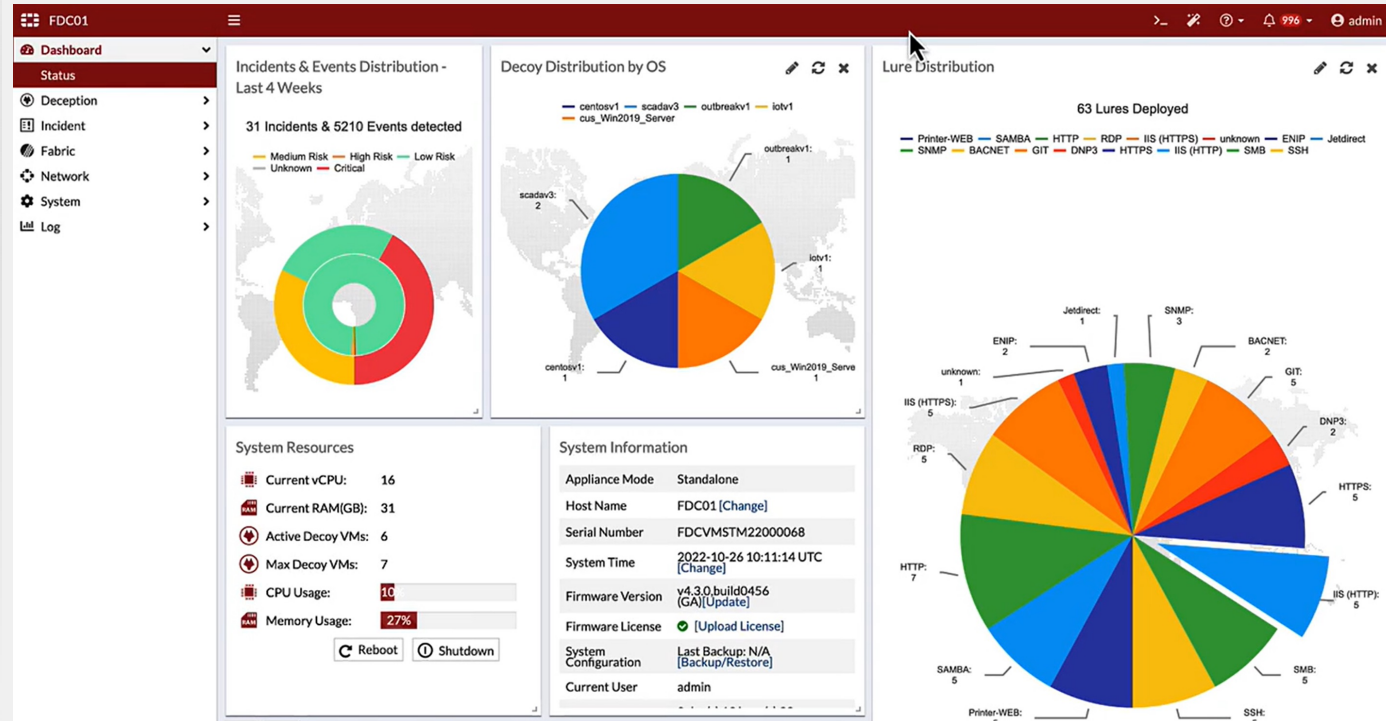 FDC01
996
admin
Dashboard
Status
Deception
Incident
Fabric
Network
System
Log
Incidents & Events Distribution -
Last 4 Weeks
31 Incidents & 5210 Events detected
Medium Risk High Risk Low Risk
Unknown Critical
Decoy Distribution by OS
centosv1 scadav3 outbreakv1 iotv1
cus_Win2019_Server
outbreakv1:
1
scadav3:
2
iotv1:
1
centosv1:
1
cus_Win2019_Serve
1
Lure Distribution
63 Lures Deployed
Printer-WEB SAMBA HTTP RDP IIS (HTTPS) unknown ENIP Jetdirect
SNMP BACNET GIT DNP3 HTTPS IIS (HTTP) SMB SSH
Jetdirect:
1
SNMP:
3
ENIP:
2
BACNET:
2
unknown:
1
GIT:
5
IIS (HTTPS):
5
DNP3:
2
RDP:
5
HTTPS:
5
HTTP:
7
IIS (HTTP):
5
SAMBA:
5
SMB:
5
Printer-WEB:
SSH:
System Resources
Current vCPU: 16
Current RAM(GB): 31
Active Decoy VMs: 6
Max Decoy VMs: 7
CPU Usage: 10
Memory Usage: 27%
Reboot Shutdown
System Information
Appliance Mode Standalone
Host Name FDC01 [Change]
Serial Number FDCVMSTM22000068
System Time 2022-10-26 10:11:14 UTC
[Change]
Firmware Version v4.3.0,build0456
(GA)[Update]
Firmware License [Upload License]
System
Configuration
Last Backup: N/A
[Backup/Restore]
Current User admin